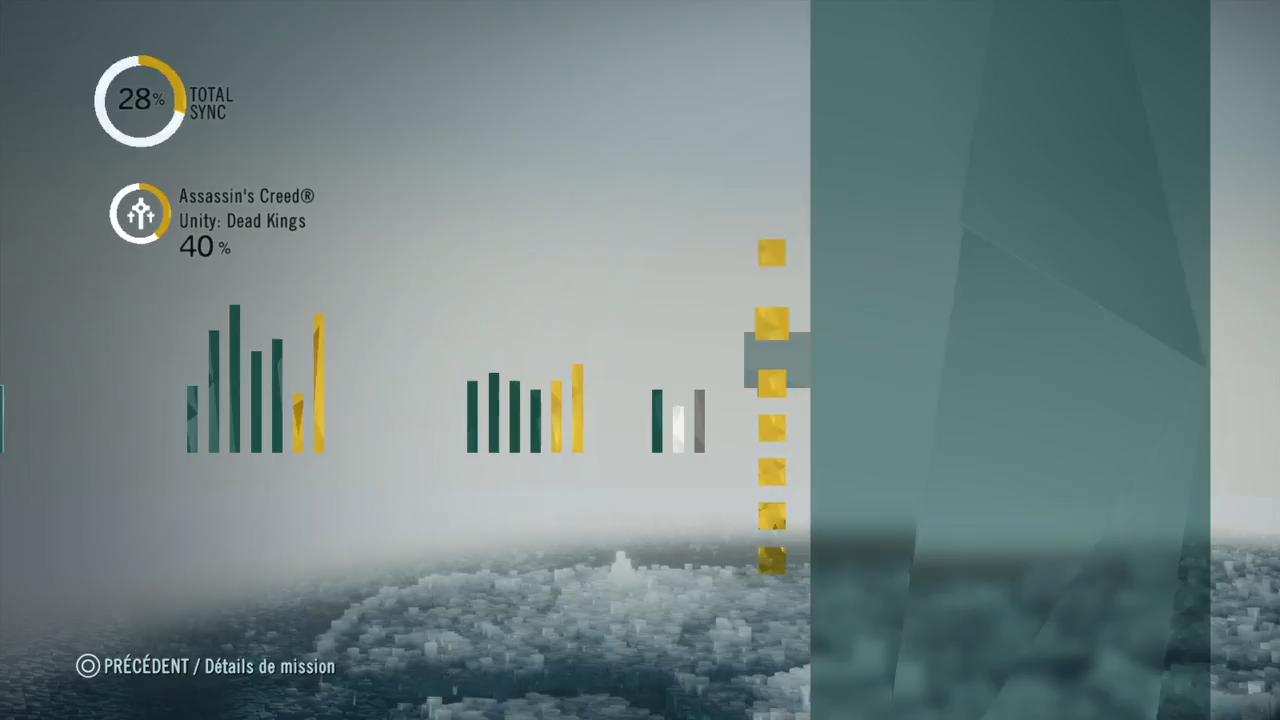 28%
TOTAL
SYNC
Assassin's Creed®
Unity: Dead Kings
40 %
PRÉCÉDENT / Détails de mission